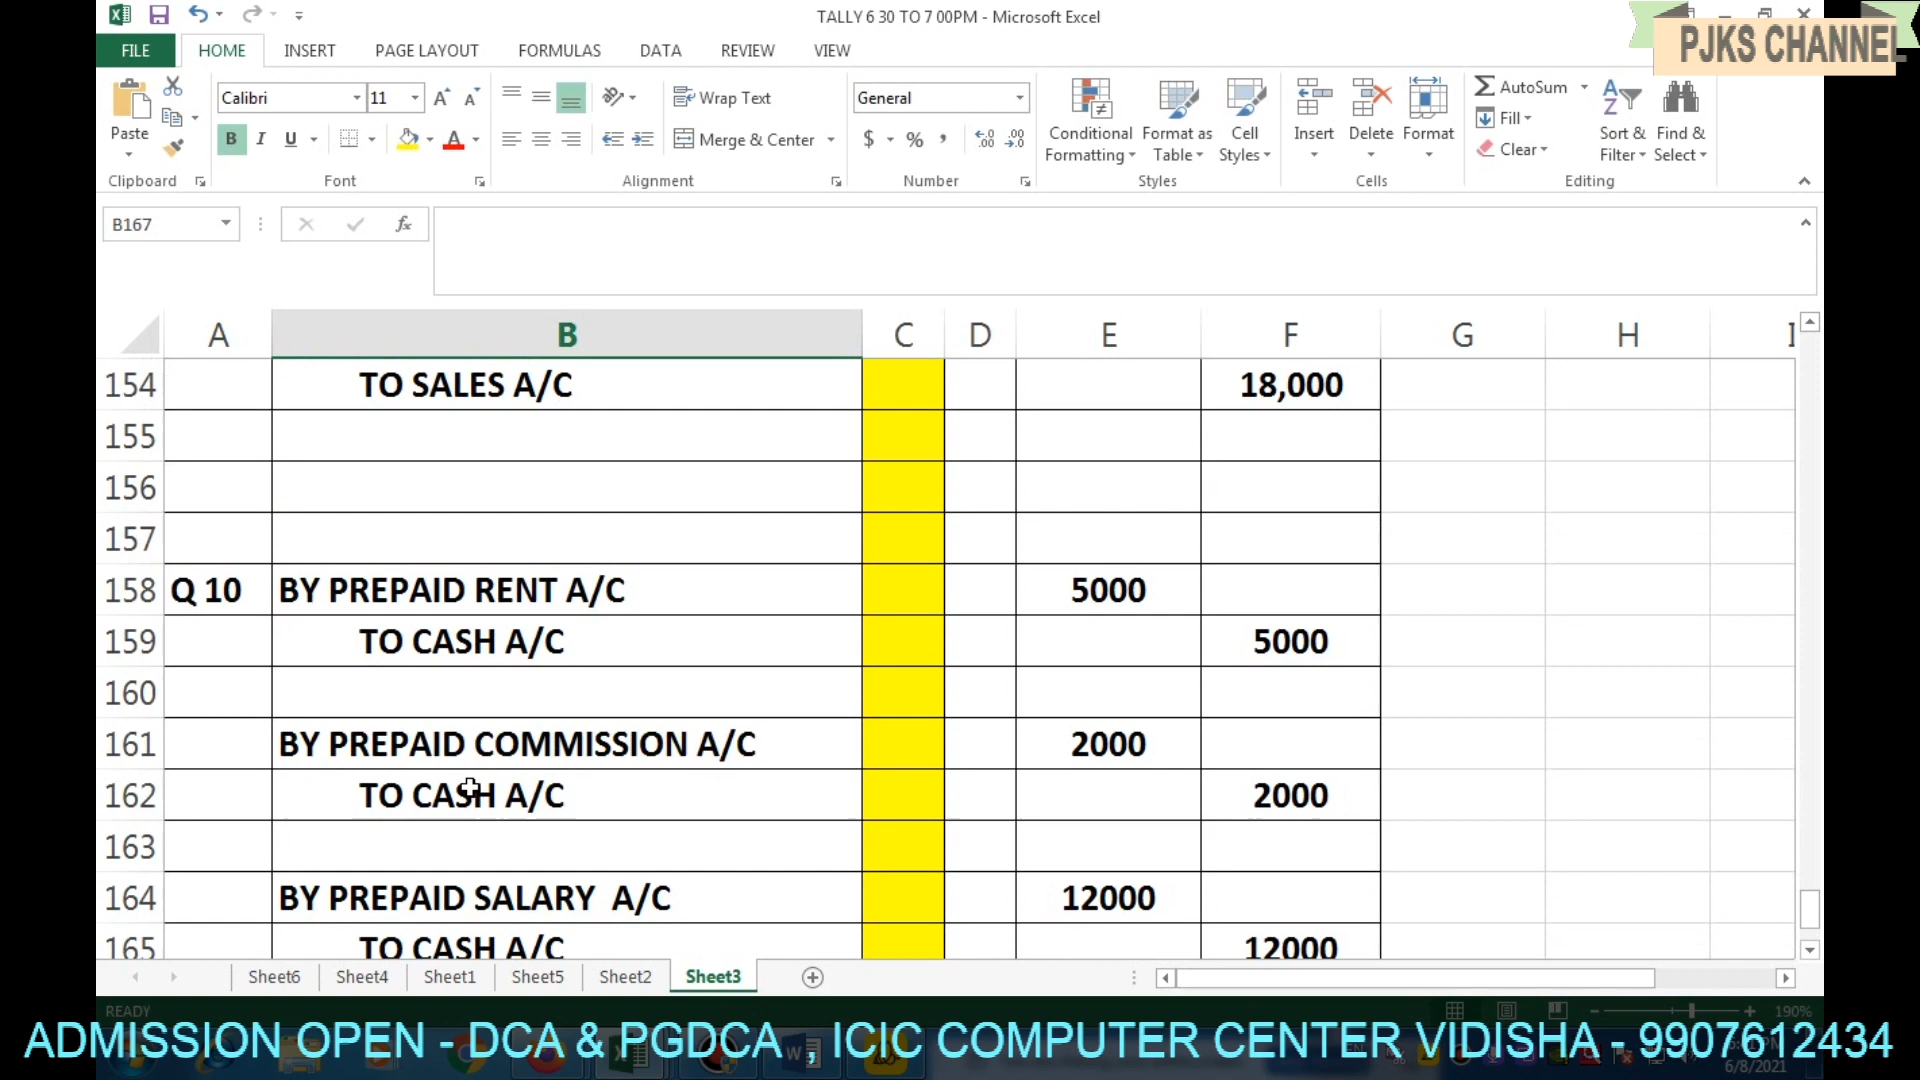 TALLY 6 30 TO 7 00PM - Microsoft Excel
PJKS CHANNEL
FILE HOME INSERT PAGE LAYOUT FORMULAS DATA REVIEW VIEW
Paste
Clipboard
Calibri 11
B I U
Font
Wrap Text
Merge & Center
Alignment
General
$ % ,
Number
Conditional Formatting
Format as Table
Cell Styles
Styles
Insert Delete Format
Cells
AutoSum
Fill
Clear
Sort & Filter
Find & Select
Editing
B167 fx
A B C D E F G H I
154 TO SALES A/C 18,000
155
156
157
158 Q 10 BY PREPAID RENT A/C 5000
159 TO CASH A/C 5000
160
161 BY PREPAID COMMISSION A/C 2000
162 TO CASH A/C 2000
163
164 BY PREPAID SALARY  A/C 12000
165 TO CASH A/C 12000
Sheet6 Sheet4 Sheet1 Sheet5 Sheet2 Sheet3
READY 190%
ADMISSION OPEN - DCA & PGDCA - ICIC COMPUTER CENTER VIDISHA - 9907612434
6/8/2021